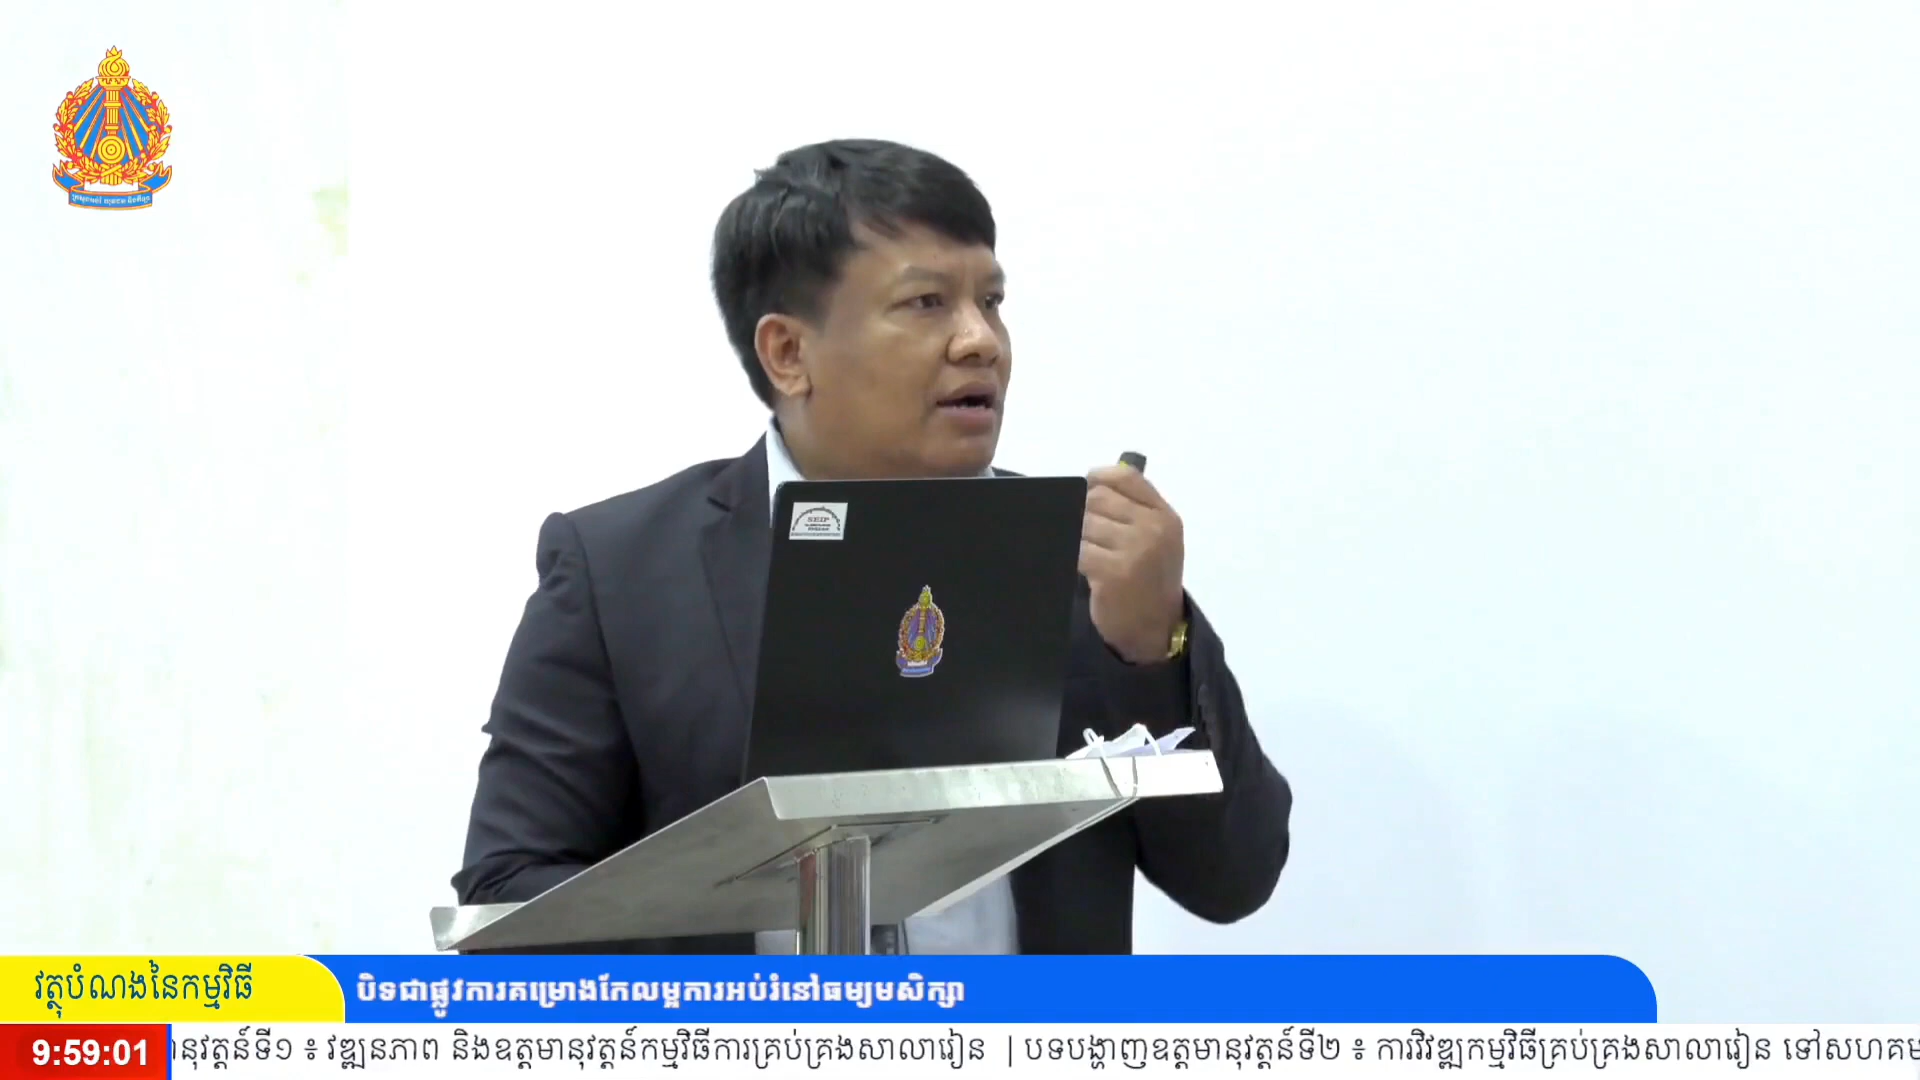 SEIP
វត្ថុបំណងនៃកម្មវិធី
បិទជាផ្លូវការគម្រោងកែលម្អការអប់រំនៅមធ្យមសិក្សា
9:59:01
នុវត្តន៍ទី១ ៖ វឌ្ឍនភាព និងឧត្តមានុវត្តន៍កម្មវិធីការគ្រប់គ្រងសាលារៀន | បទបង្ហាញឧត្តមានុវត្តន៍ទី២ ៖ ការវិវឌ្ឍកម្មវិធីគ្រប់គ្រងសាលារៀន ទៅសហគម